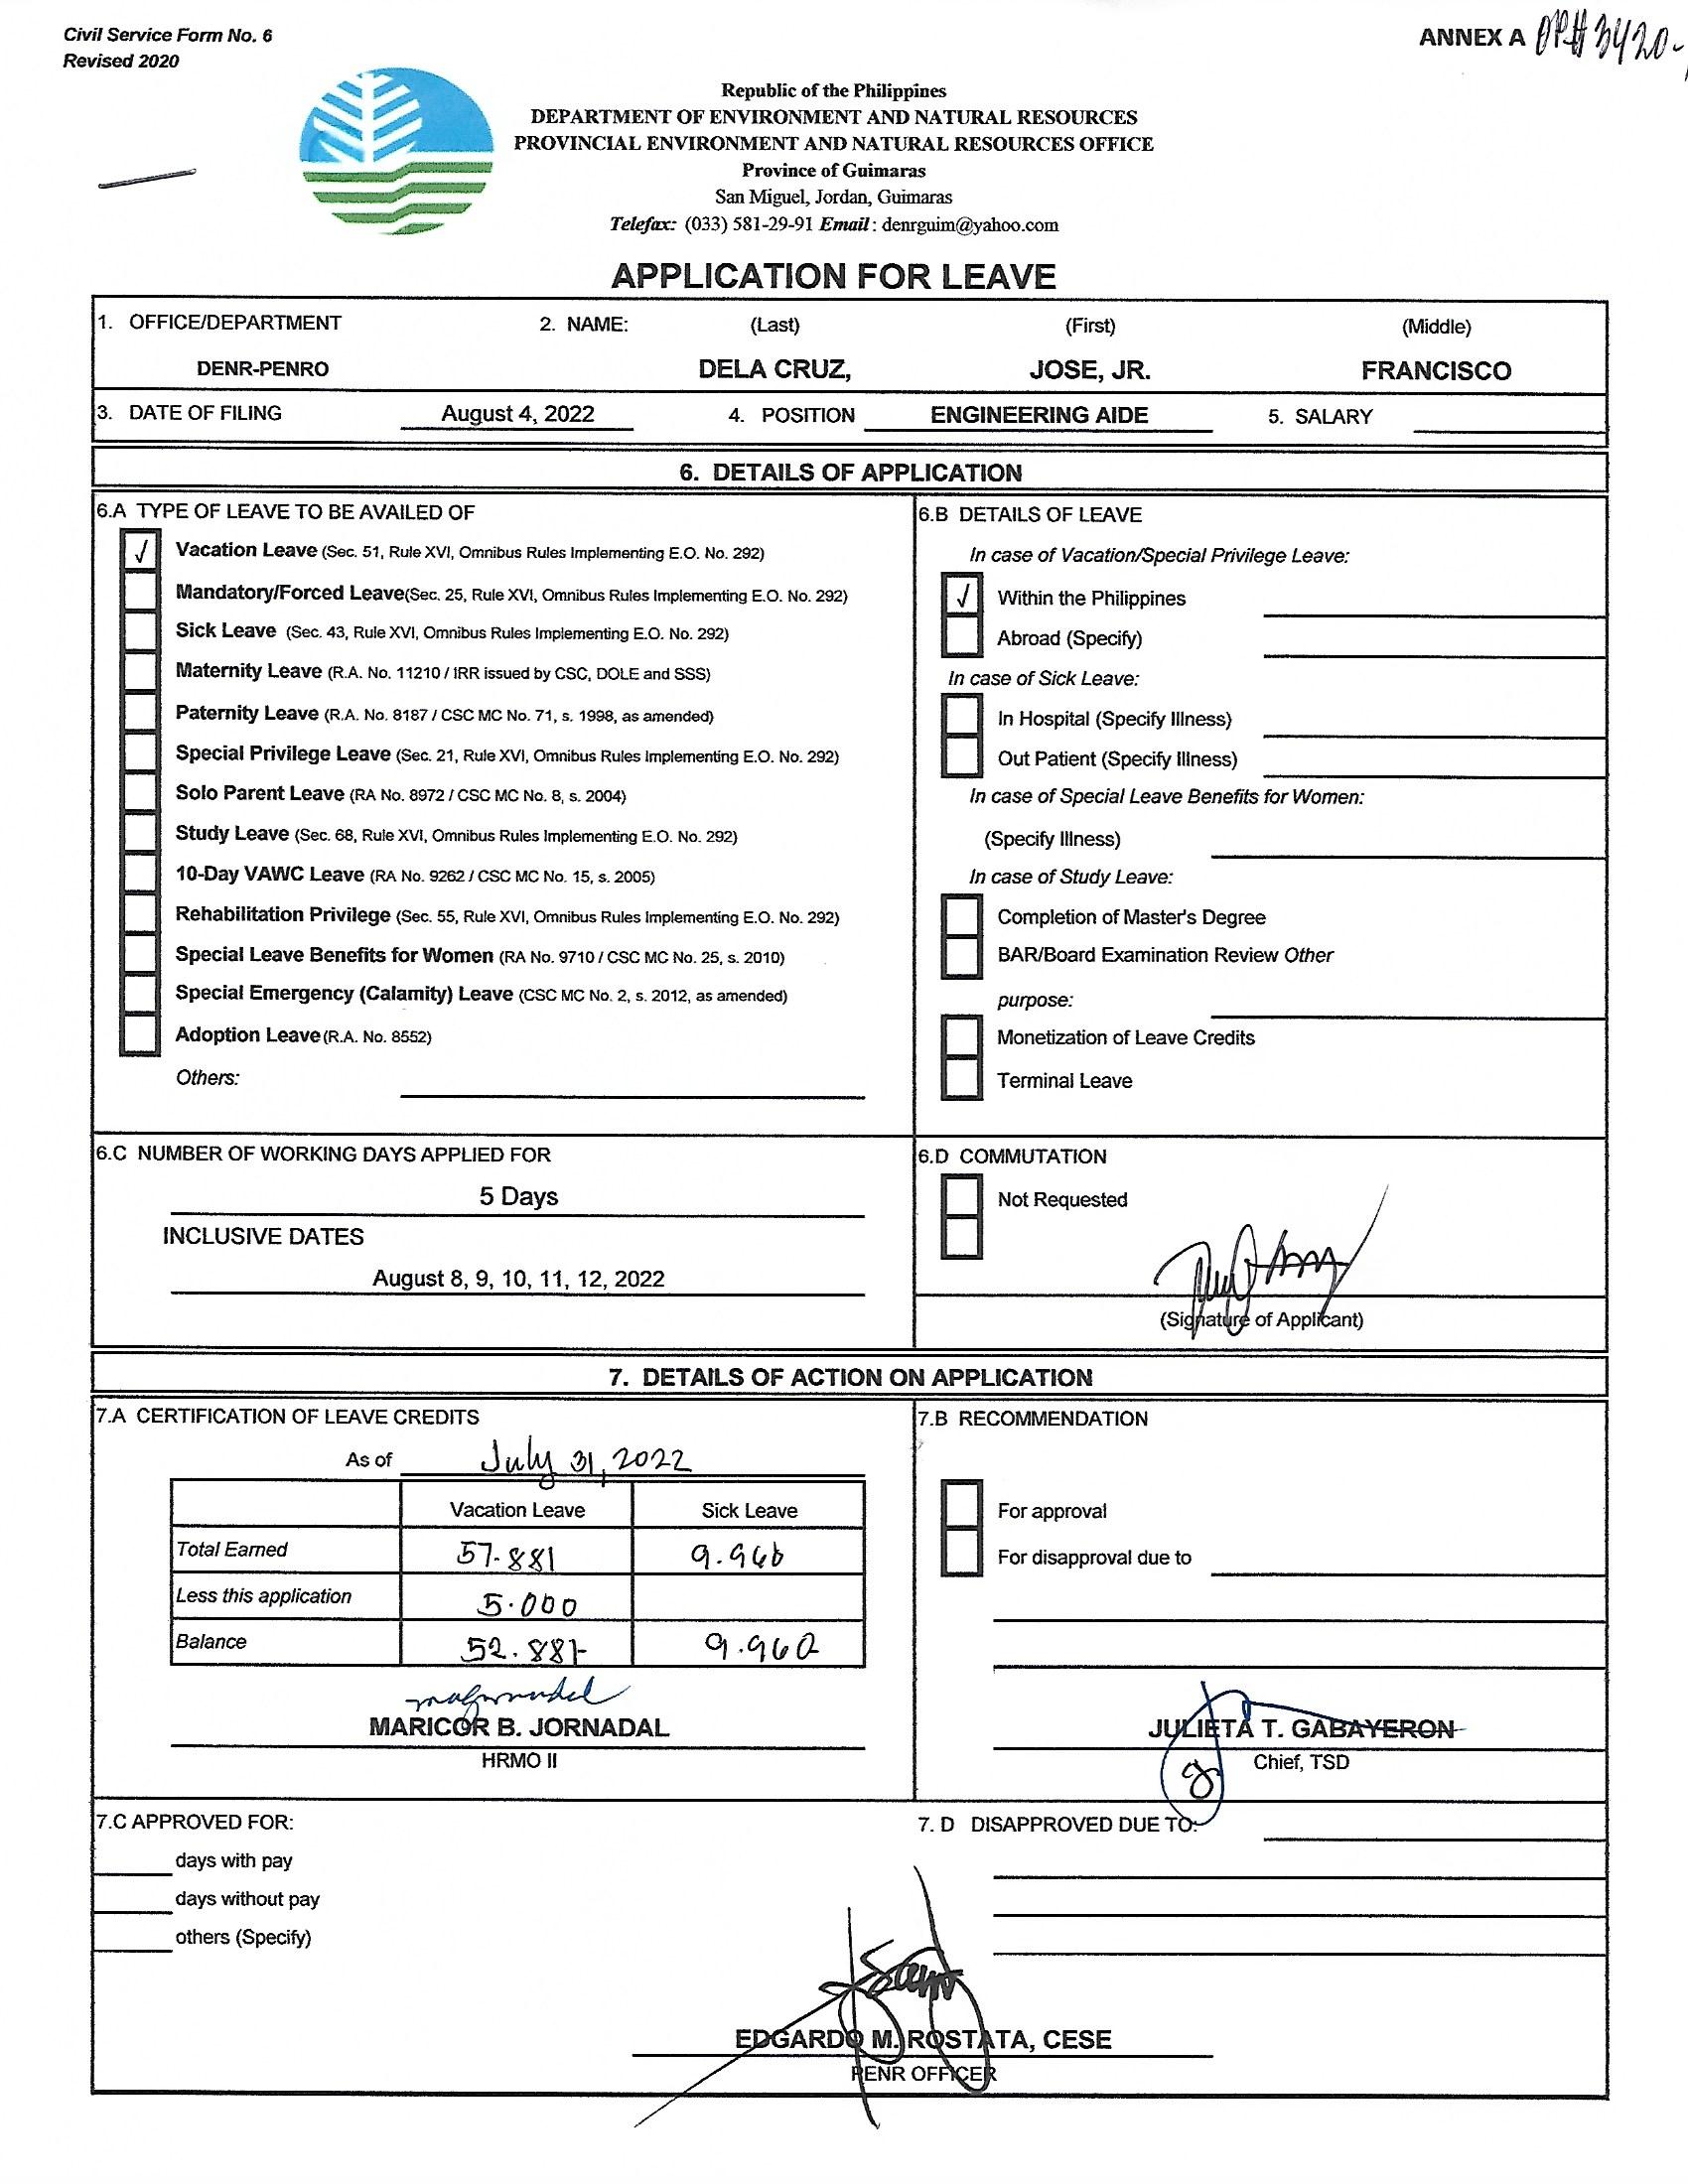 Civil Service Form No. 6
Revised 2020
ANNEX A
Republic of the Philippines
DEPARTMENT OF ENVIRONMENT AND NATURAL RESOURCES
PROVINCIAL ENVIRONMENT AND NATURAL RESOURCES OFFICE
Province of Guimaras
San Miguel, Jordan, Guimaras
Telefax: (033) 581-29-91 Email : denrguim@yahoo.com
APPLICATION FOR LEAVE
1. OFFICE/DEPARTMENT 2. NAME: (Last) (First) (Middle)
DENR-PENRO DELA CRUZ, JOSE, JR. FRANCISCO
3. DATE OF FILING August 4, 2022 4. POSITION ENGINEERING AIDE 5. SALARY
6. DETAILS OF APPLICATION
6.A TYPE OF LEAVE TO BE AVAILED OF
√ Vacation Leave (Sec. 51, Rule XVI, Omnibus Rules Implementing E.O. No. 292)
Mandatory/Forced Leave(Sec. 25, Rule XVI, Omnibus Rules Implementing E.O. No. 292)
Sick Leave (Sec. 43, Rule XVI, Omnibus Rules Implementing E.O. No. 292)
Maternity Leave (R.A. No. 11210 / IRR issued by CSC, DOLE and SSS)
Paternity Leave (R.A. No. 8187 / CSC MC No. 71, s. 1998, as amended)
Special Privilege Leave (Sec. 21, Rule XVI, Omnibus Rules Implementing E.O. No. 292)
Solo Parent Leave (RA No. 8972 / CSC MC No. 8, s. 2004)
Study Leave (Sec. 68, Rule XVI, Omnibus Rules Implementing E.O. No. 292)
10-Day VAWC Leave (RA No. 9262 / CSC MC No. 15, s. 2005)
Rehabilitation Privilege (Sec. 55, Rule XVI, Omnibus Rules Implementing E.O. No. 292)
Special Leave Benefits for Women (RA No. 9710 / CSC MC No. 25, s. 2010)
Special Emergency (Calamity) Leave (CSC MC No. 2, s. 2012, as amended)
Adoption Leave (R.A. No. 8552)
Others:
6.B DETAILS OF LEAVE
In case of Vacation/Special Privilege Leave:
√ Within the Philippines
Abroad (Specify)
In case of Sick Leave:
In Hospital (Specify Illness)
Out Patient (Specify Illness)
In case of Special Leave Benefits for Women:
(Specify Illness)
In case of Study Leave:
Completion of Master's Degree
BAR/Board Examination Review Other
purpose:
Monetization of Leave Credits
Terminal Leave
6.C NUMBER OF WORKING DAYS APPLIED FOR
5 Days
INCLUSIVE DATES
August 8, 9, 10, 11, 12, 2022
6.D COMMUTATION
Not Requested
(Signature of Applicant)
7. DETAILS OF ACTION ON APPLICATION
7.A CERTIFICATION OF LEAVE CREDITS
As of July 31, 2022
Vacation Leave Sick Leave
Total Earned 57.881 9.960
Less this application 5.000
Balance 52.881 9.960
MARICOR B. JORNADAL
HRMO II
7.B RECOMMENDATION
For approval
For disapproval due to
JULIETA T. GABAYERON
Chief, TSD
7.C APPROVED FOR:
days with pay
days without pay
others (Specify)
7. D DISAPPROVED DUE TO:
EDGARDO M. ROSTATA, CESE
PENR OFFICER